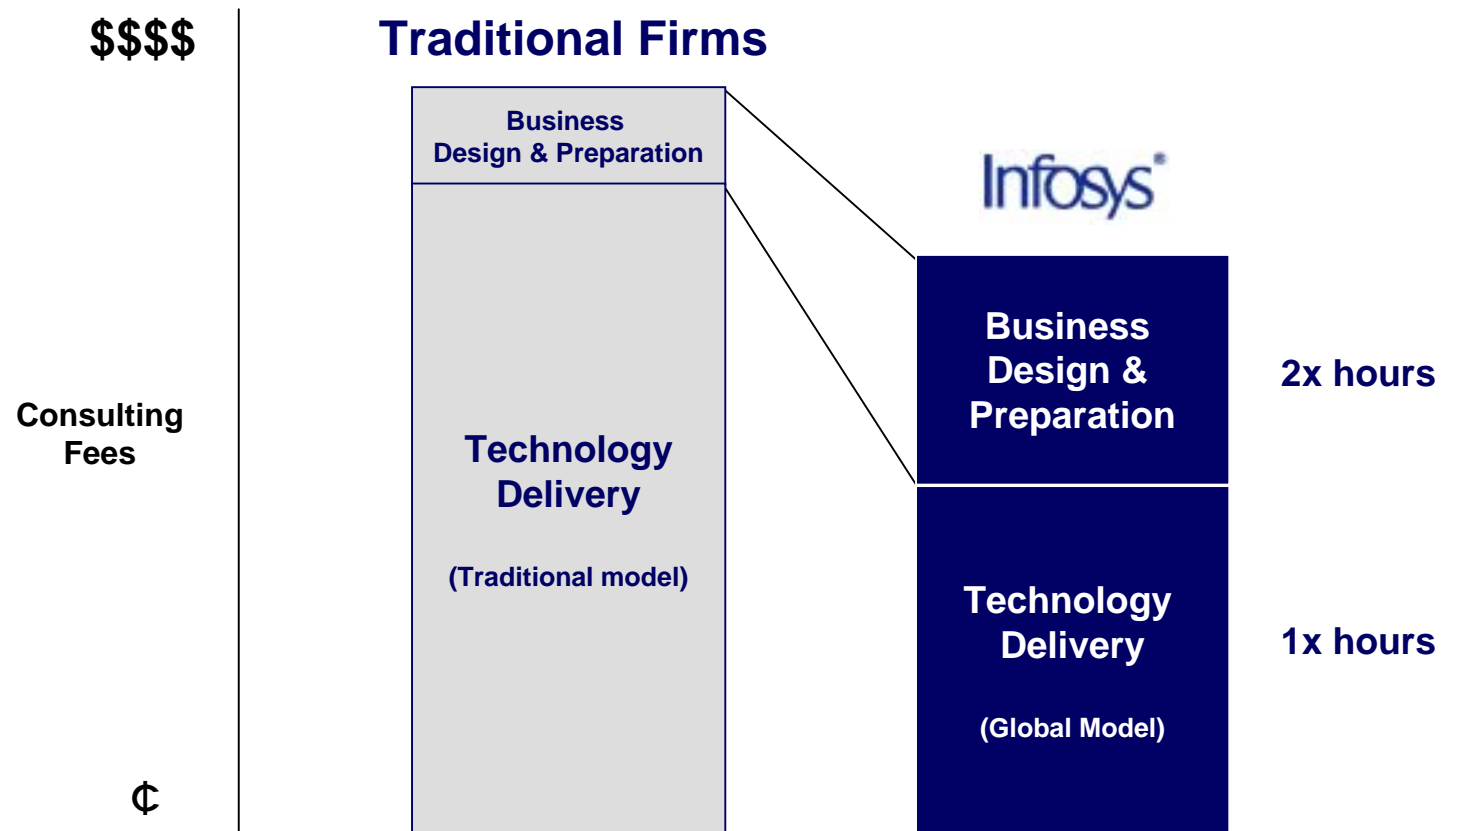 $$$$
Traditional Firms
Business
Design & Preparation
Infosys®
Business
Design &
Preparation
2x hours
Consulting
Fees
Technology
Delivery
(Traditional model)
Technology
Delivery
1x hours
(Global Model)
¢